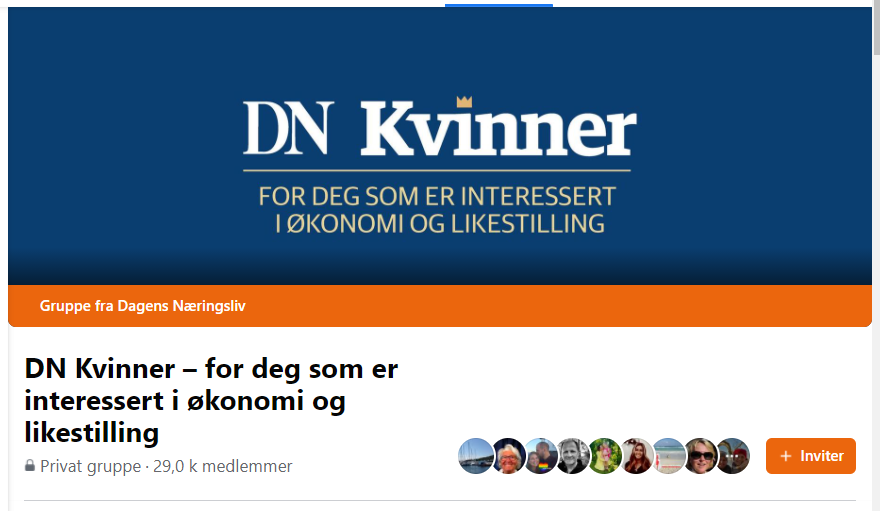 DN Kvinner
FOR DEG SOM ER INTERESSERT
I ØKONOMI OG LIKESTILLING
Gruppe fra Dagens Næringsliv
DN Kvinner – for deg som er
interessert i økonomi og
likestilling
Privat gruppe · 29,0 k medlemmer
+ Inviter